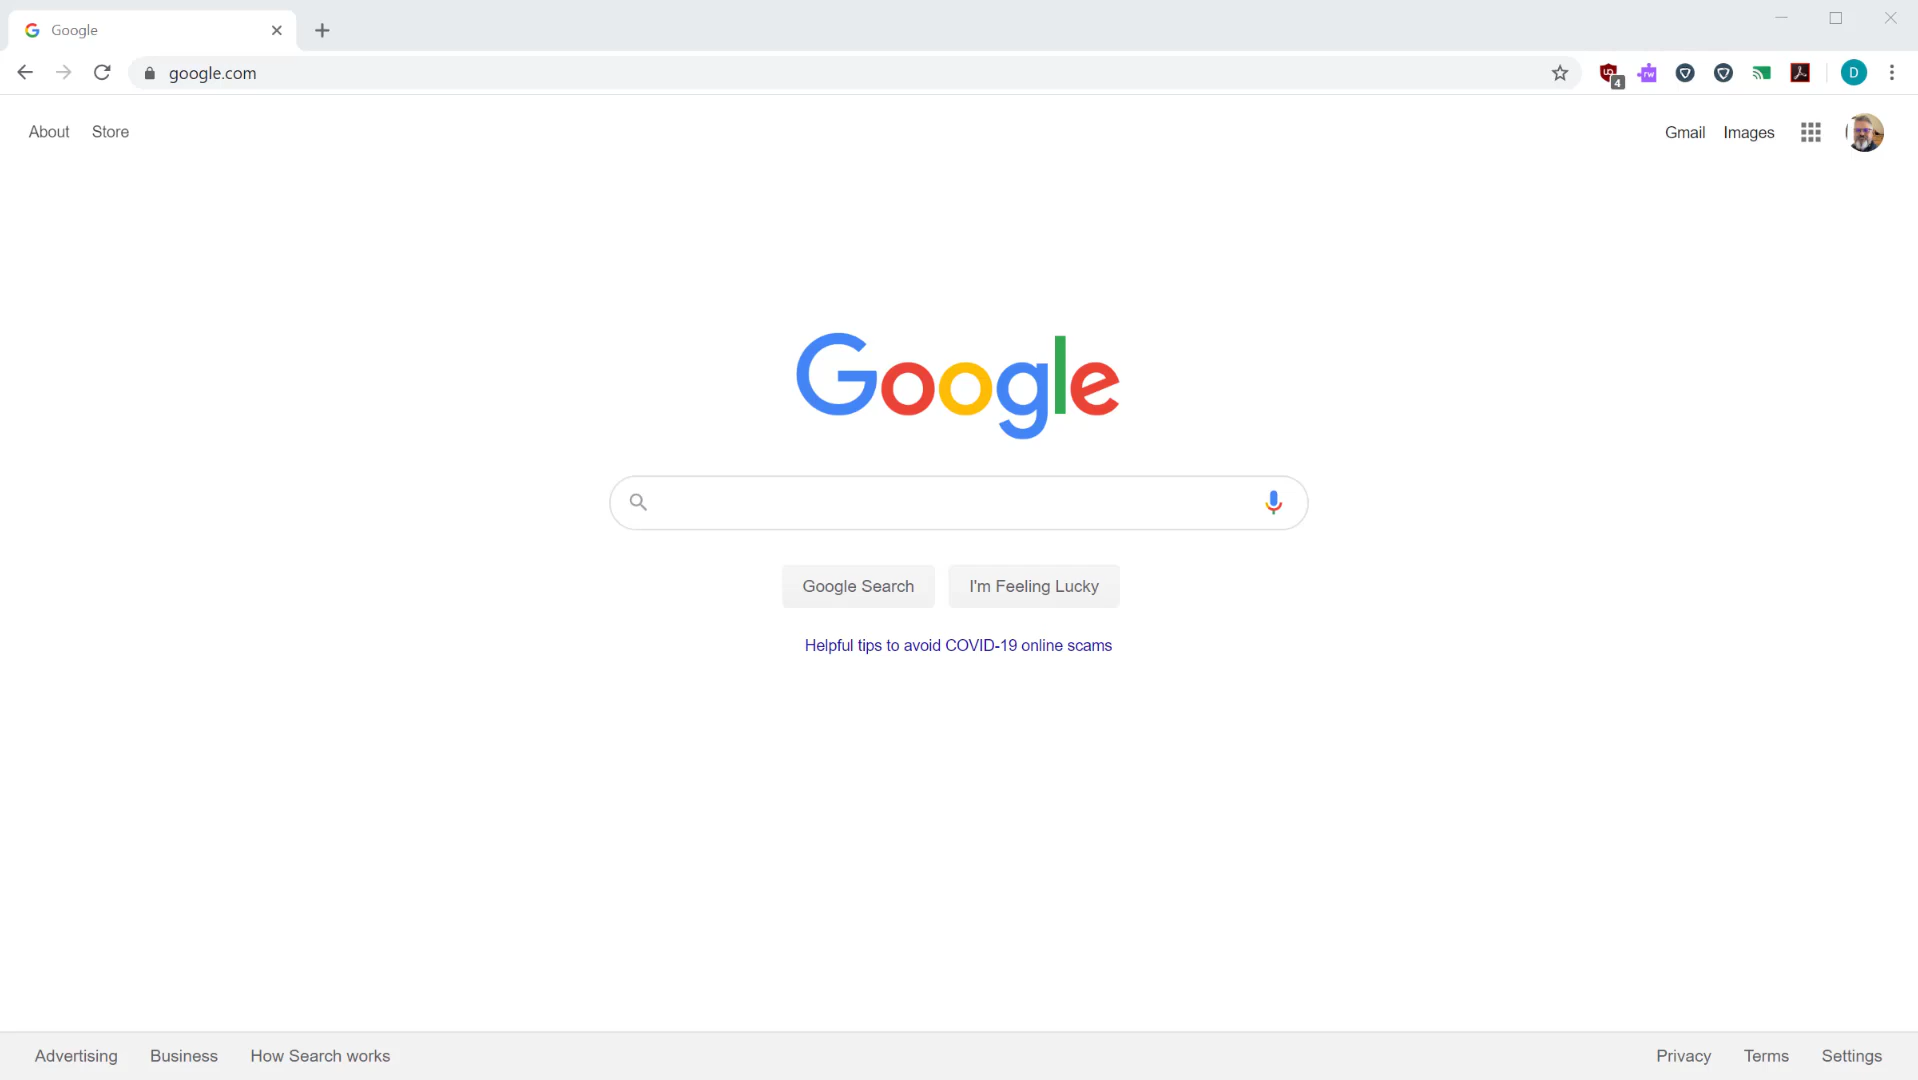 Google
google.com
4
D
About Store
Gmail Images
Google
Google Search I'm Feeling Lucky
Helpful tips to avoid COVID-19 online scams
Advertising Business How Search works
Privacy Terms Settings